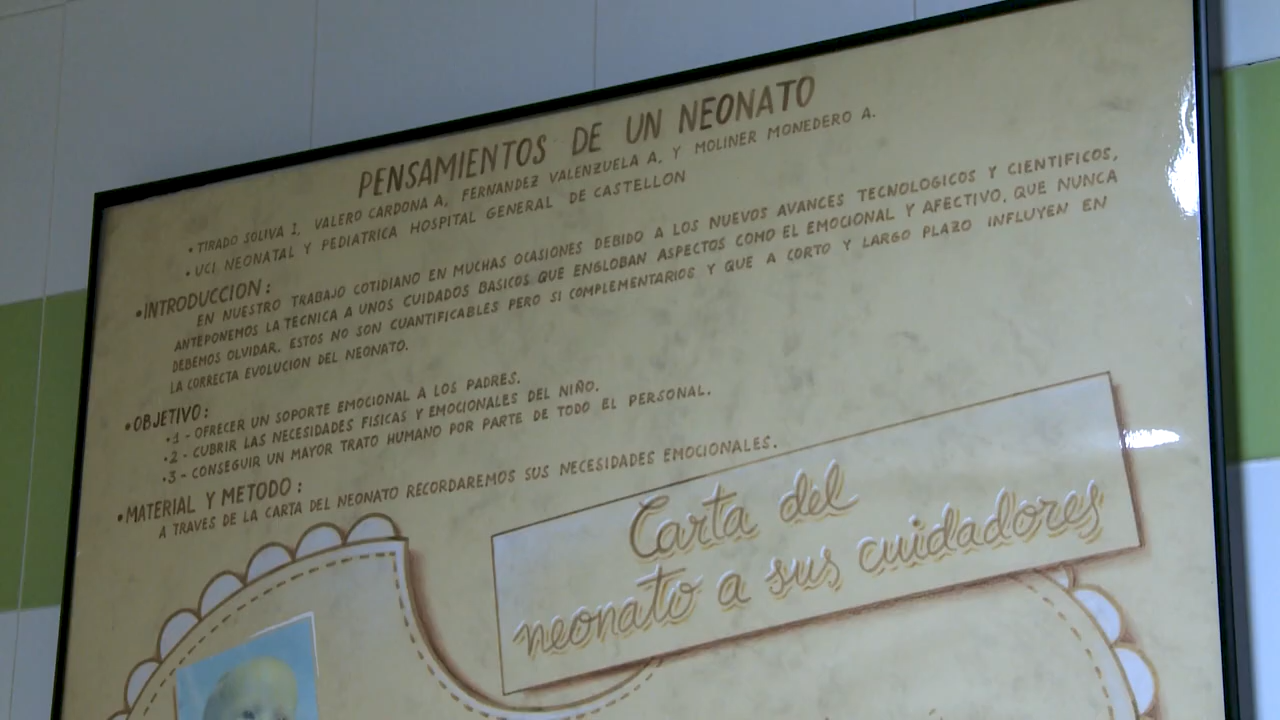 PENSAMIENTOS DE UN NEONATO
• TIRADO SOLIVA I, VALERO CARDONA A, FERNANDEZ VALENZUELA A, Y MOLINER MONEDERO A.
• UCI NEONATAL Y PEDIATRICA HOSPITAL GENERAL DE CASTELLON
• INTRODUCCION:
EN NUESTRO TRABAJO COTIDIANO EN MUCHAS OCASIONES DEBIDO A LOS NUEVOS AVANCES TECNOLOGICOS Y CIENTIFICOS,
ANTEPONEMOS LA TECNICA A UNOS CUIDADOS BASICOS QUE ENGLOBAN ASPECTOS COMO EL EMOCIONAL Y AFECTIVO, QUE NUNCA
DEBEMOS OLVIDAR. ESTOS NO SON CUANTIFICABLES PERO SI COMPLEMENTARIOS Y QUE A CORTO Y LARGO PLAZO INFLUYEN EN
LA CORRECTA EVOLUCION DEL NEONATO.
• OBJETIVO:
• 1 - OFRECER UN SOPORTE EMOCIONAL A LOS PADRES.
• 2 - CUBRIR LAS NECESIDADES FISICAS Y EMOCIONALES DEL NIÑO.
• 3 - CONSEGUIR UN MAYOR TRATO HUMANO POR PARTE DE TODO EL PERSONAL.
• MATERIAL Y METODO:
A TRAVES DE LA CARTA DEL NEONATO RECORDAREMOS SUS NECESIDADES EMOCIONALES.
Carta del
neonato a sus cuidadores